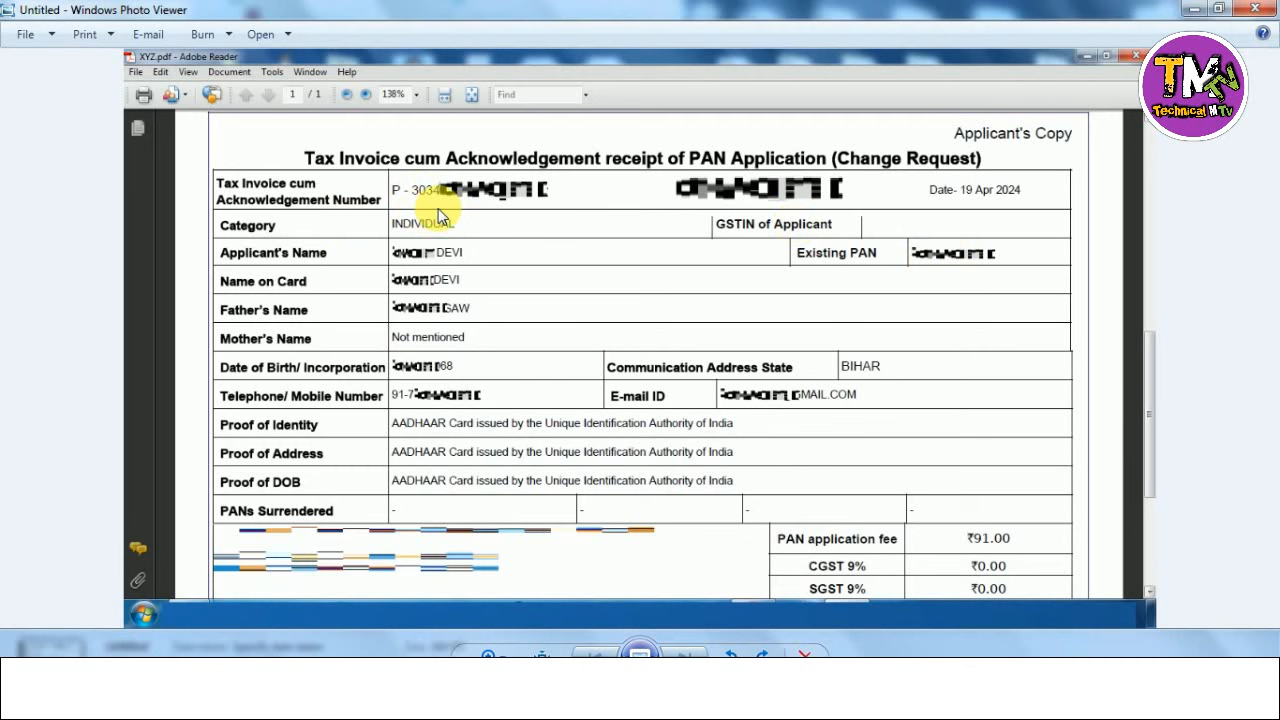 Untitled - Windows Photo Viewer
File Print E-mail Burn Open
XYZ.pdf - Adobe Reader
File Edit View Document Tools Window Help
1 / 1 138% Find
TMTv
Technical MTv
Applicant's Copy
Tax Invoice cum Acknowledgement receipt of PAN Application (Change Request)
Tax Invoice cum Acknowledgement Number P - 3034 Date- 19 Apr 2024
Category INDIVIDUAL GSTIN of Applicant
Applicant's Name DEVI Existing PAN
Name on Card DEVI
Father's Name SAW
Mother's Name Not mentioned
Date of Birth/ Incorporation 68 Communication Address State BIHAR
Telephone/ Mobile Number 91-7 E-mail ID GMAIL.COM
Proof of Identity AADHAAR Card issued by the Unique Identification Authority of India
Proof of Address AADHAAR Card issued by the Unique Identification Authority of India
Proof of DOB AADHAAR Card issued by the Unique Identification Authority of India
PANs Surrendered - - - -
PAN application fee ₹91.00
CGST 9% ₹0.00
SGST 9% ₹0.00